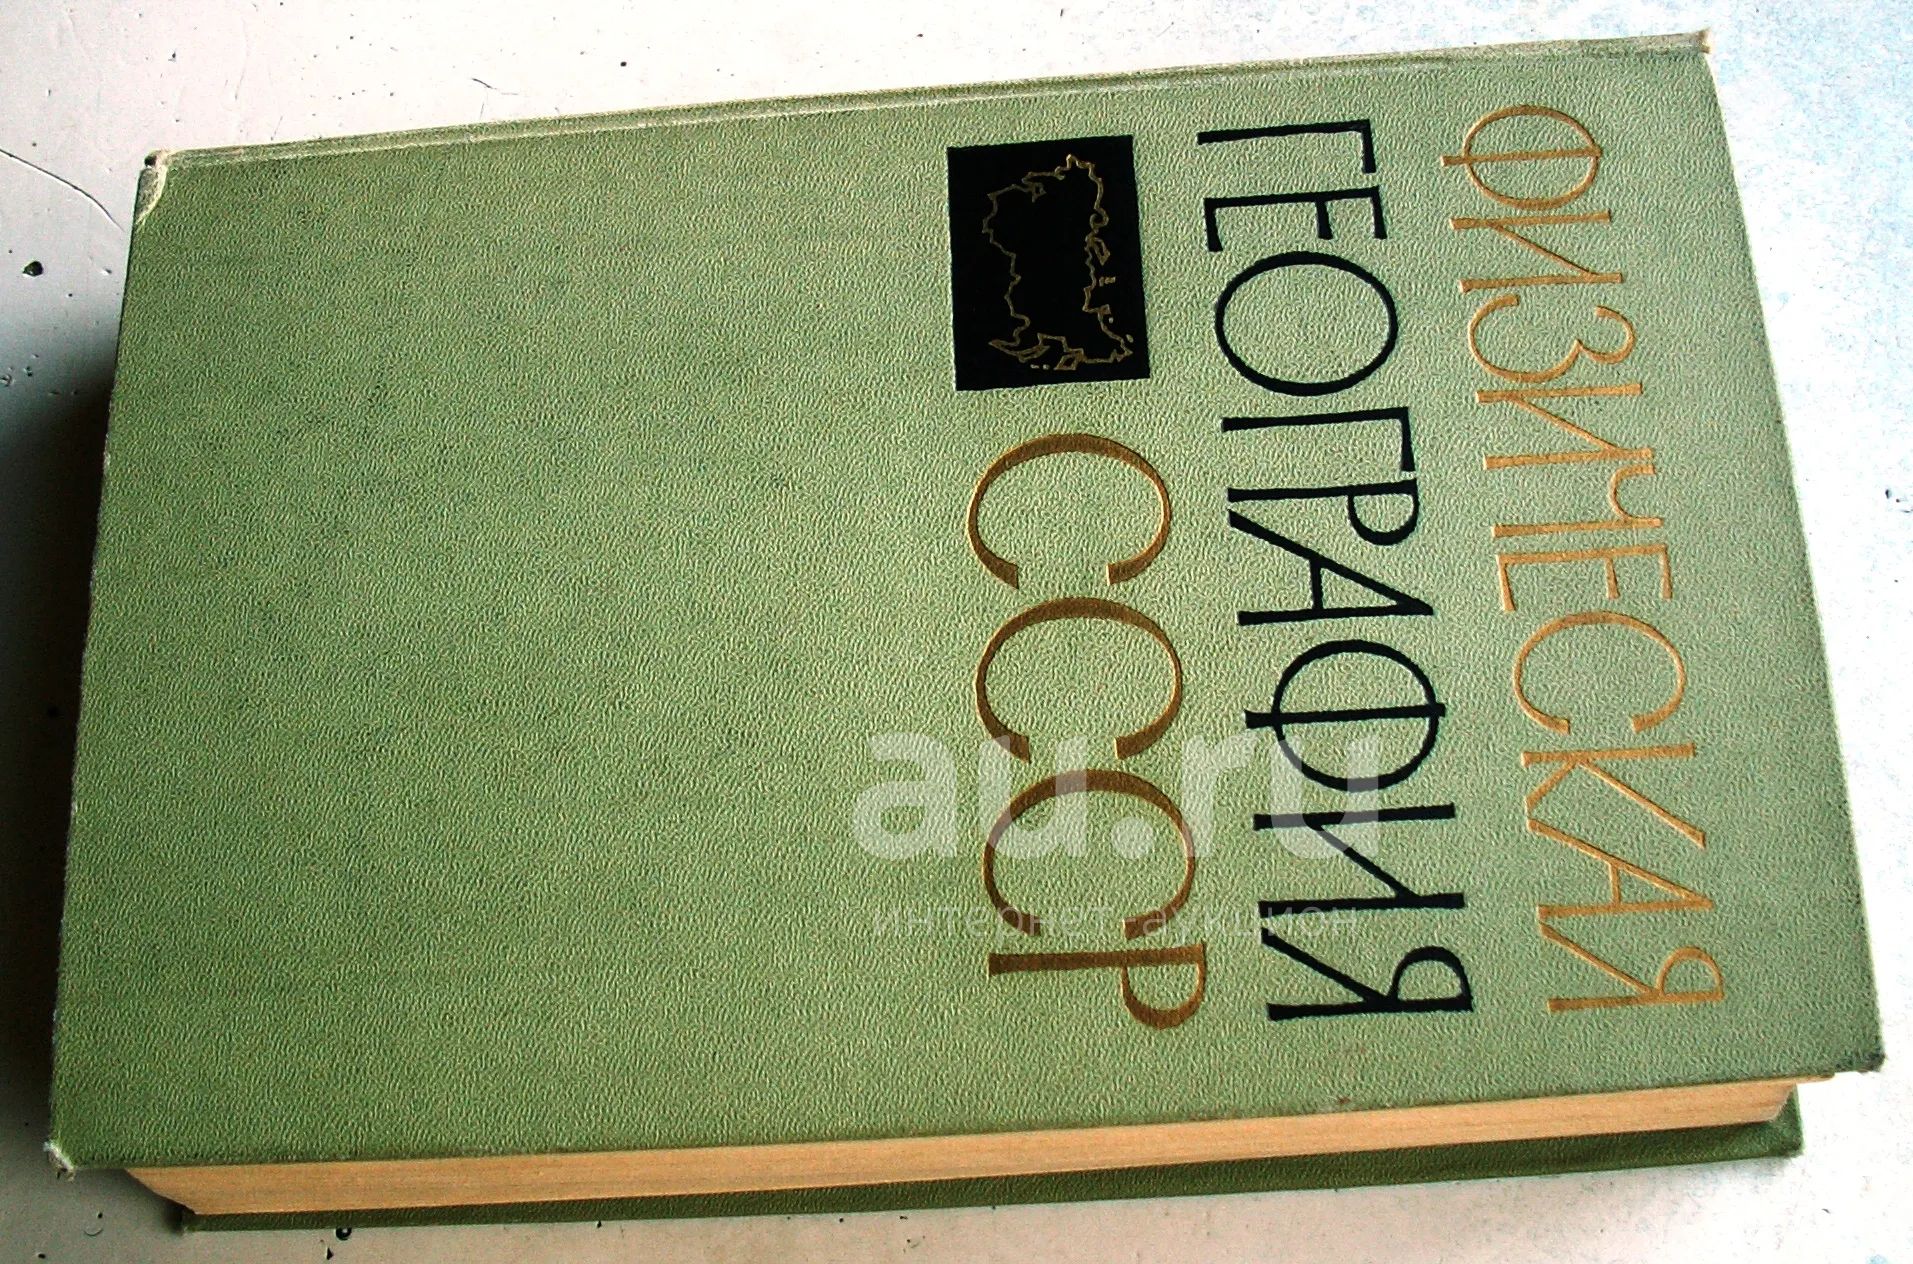 ФИЗИЧЕСКАЯ
ГЕОГРАФИЯ
СССР
au.ru
интернет-аукцион